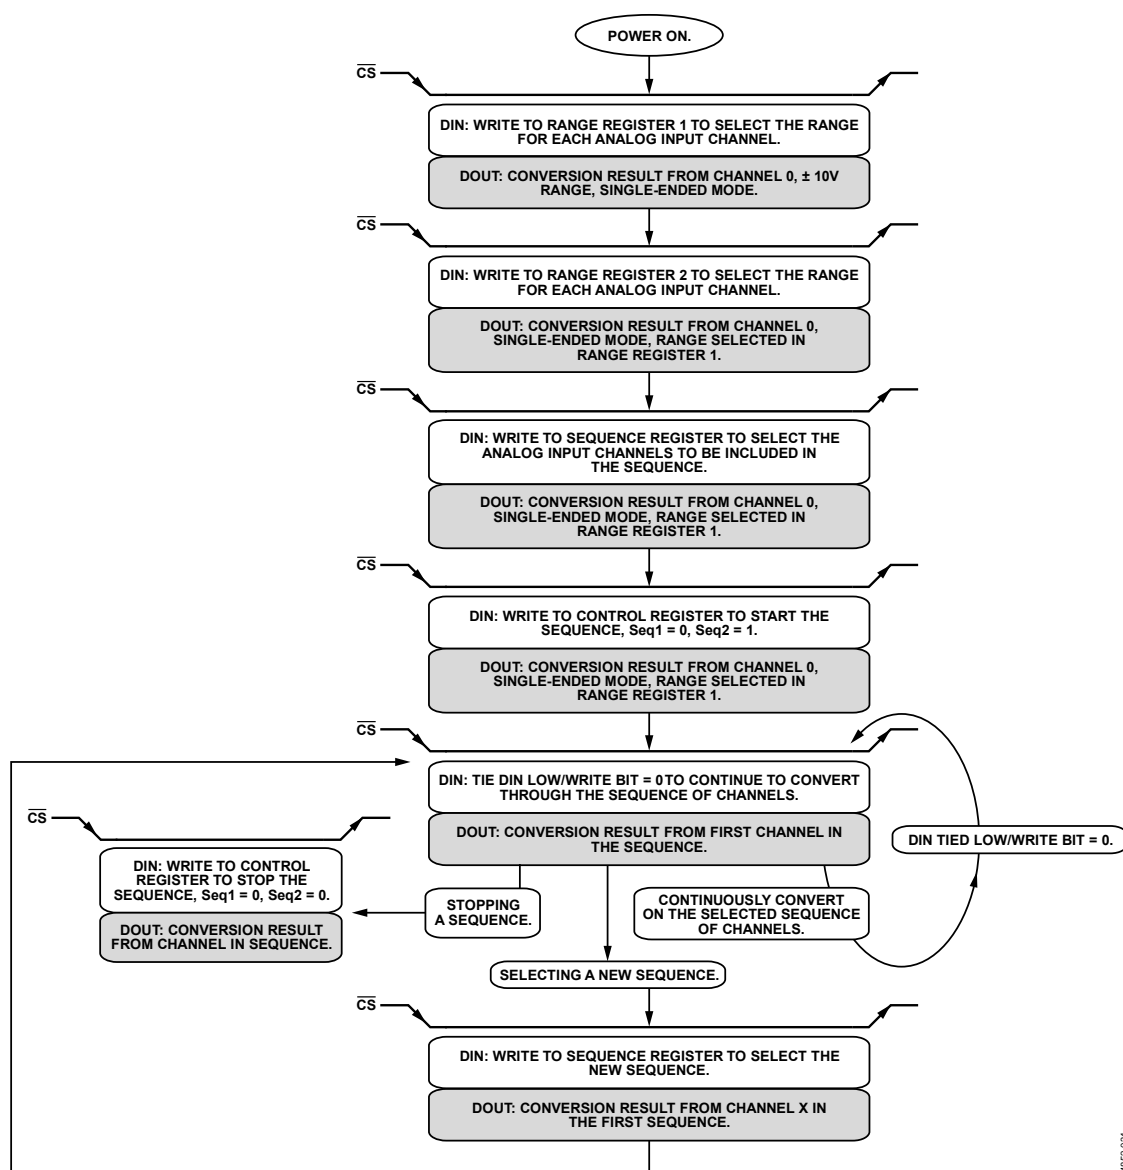 POWER ON.
CS
DIN: WRITE TO RANGE REGISTER 1 TO SELECT THE RANGE
FOR EACH ANALOG INPUT CHANNEL.
DOUT: CONVERSION RESULT FROM CHANNEL 0, ± 10V
RANGE, SINGLE-ENDED MODE.
CS
DIN: WRITE TO RANGE REGISTER 2 TO SELECT THE RANGE
FOR EACH ANALOG INPUT CHANNEL.
DOUT: CONVERSION RESULT FROM CHANNEL 0,
SINGLE-ENDED MODE, RANGE SELECTED IN
RANGE REGISTER 1.
CS
DIN: WRITE TO SEQUENCE REGISTER TO SELECT THE
ANALOG INPUT CHANNELS TO BE INCLUDED IN
THE SEQUENCE.
DOUT: CONVERSION RESULT FROM CHANNEL 0,
SINGLE-ENDED MODE, RANGE SELECTED IN
RANGE REGISTER 1.
CS
DIN: WRITE TO CONTROL REGISTER TO START THE
SEQUENCE, Seq1 = 0, Seq2 = 1.
DOUT: CONVERSION RESULT FROM CHANNEL 0,
SINGLE-ENDED MODE, RANGE SELECTED IN
RANGE REGISTER 1.
CS
DIN: TIE DIN LOW/WRITE BIT = 0 TO CONTINUE TO CONVERT
THROUGH THE SEQUENCE OF CHANNELS.
DOUT: CONVERSION RESULT FROM FIRST CHANNEL IN
THE SEQUENCE.
DIN TIED LOW/WRITE BIT = 0.
CS
DIN: WRITE TO CONTROL
REGISTER TO STOP THE
SEQUENCE, Seq1 = 0, Seq2 = 0.
DOUT: CONVERSION RESULT
FROM CHANNEL IN SEQUENCE.
STOPPING
A SEQUENCE.
CONTINUOUSLY CONVERT
ON THE SELECTED SEQUENCE
OF CHANNELS.
SELECTING A NEW SEQUENCE.
CS
DIN: WRITE TO SEQUENCE REGISTER TO SELECT THE
NEW SEQUENCE.
DOUT: CONVERSION RESULT FROM CHANNEL X IN
THE FIRST SEQUENCE.